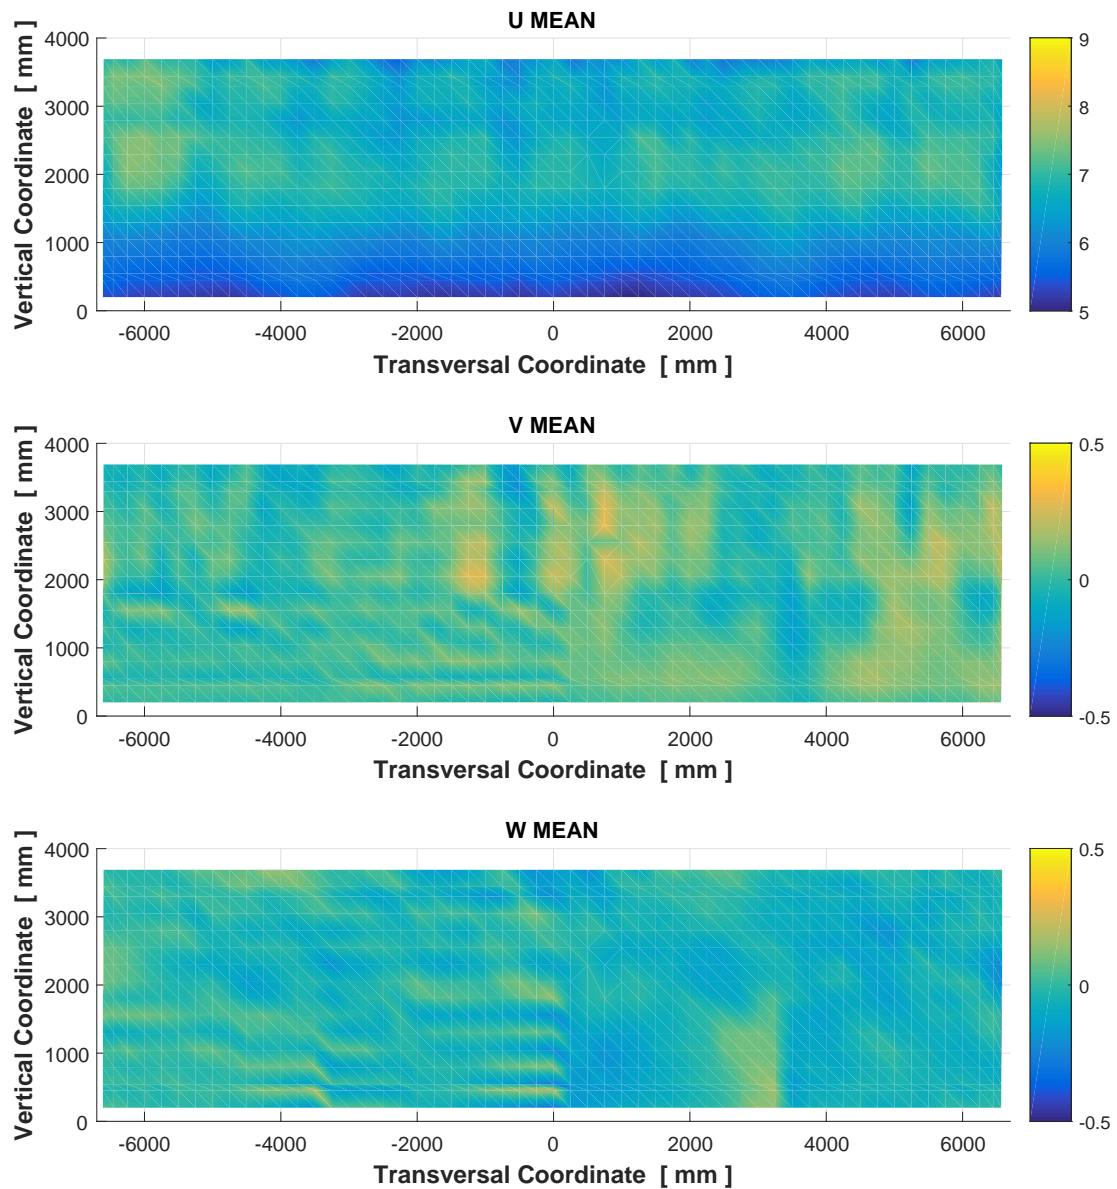 U MEAN
Vertical Coordinate [ mm ]
4000
3000
2000
1000
0
-6000 -4000 -2000 0 2000 4000 6000
Transversal Coordinate [ mm ]
9
8
7
6
5
V MEAN
Vertical Coordinate [ mm ]
4000
3000
2000
1000
0
-6000 -4000 -2000 0 2000 4000 6000
Transversal Coordinate [ mm ]
0.5
0
-0.5
W MEAN
Vertical Coordinate [ mm ]
4000
3000
2000
1000
0
-6000 -4000 -2000 0 2000 4000 6000
Transversal Coordinate [ mm ]
0.5
0
-0.5